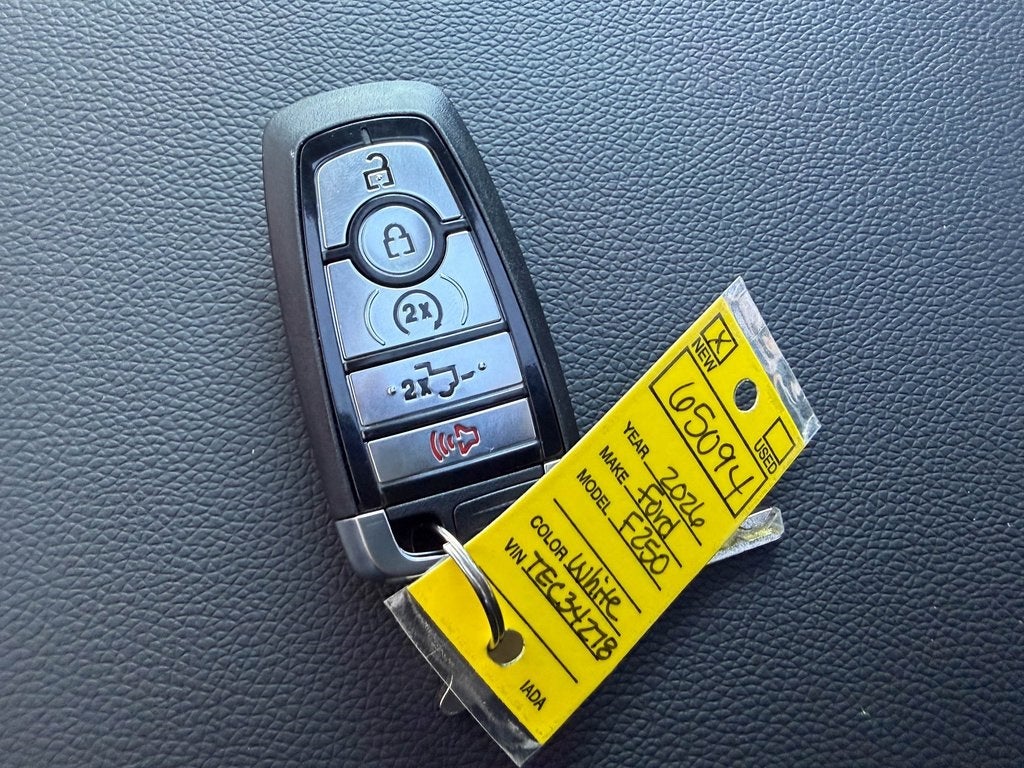 2x
2x
X
NEW
USED
65094
YEAR 2026
MAKE Ford
MODEL F250
COLOR White
VIN TEC34278
IADA